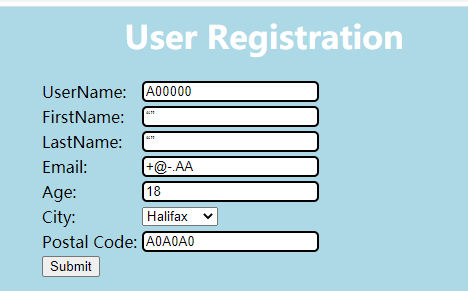 User Registration
UserName: A00000
FirstName: “”
LastName: “”
Email: +@-.AA
Age: 18
City: Halifax
Postal Code: A0A0A0
Submit